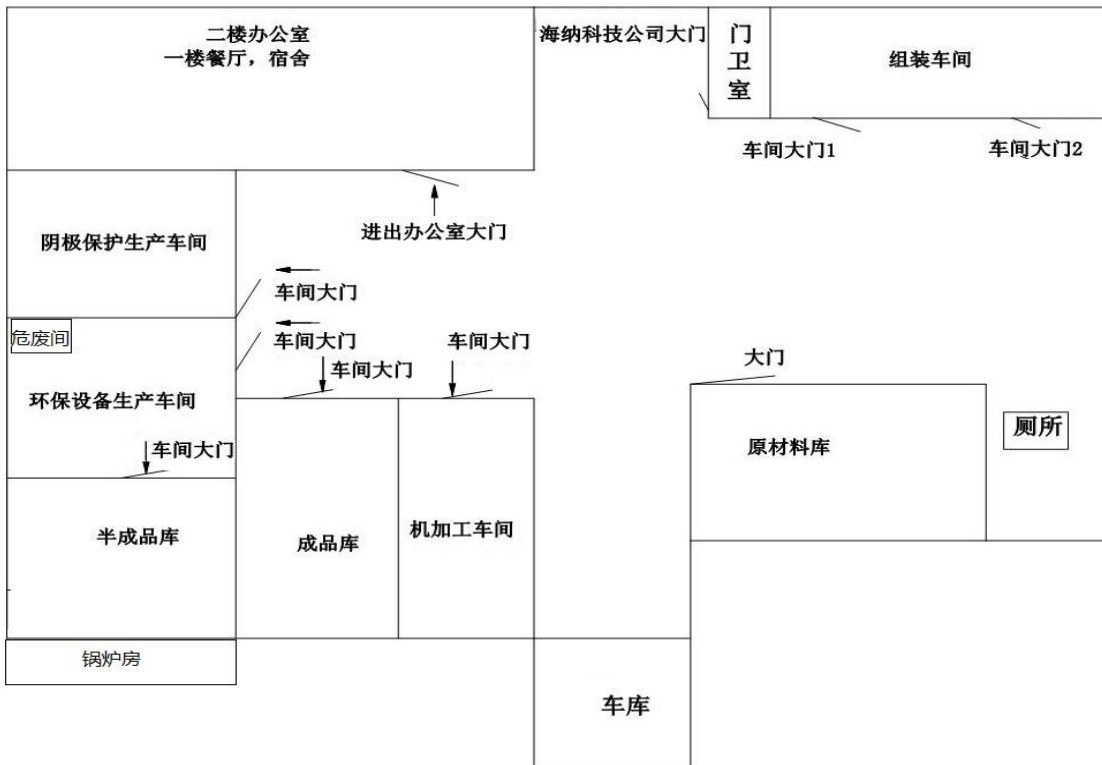 二楼办公室
一楼餐厅，宿舍
海纳科技公司大门
门卫室
组装车间
车间大门1
车间大门2
进出办公室大门
阴极保护生产车间
车间大门
危废间
车间大门
车间大门
车间大门
大门
环保设备生产车间
厕所
原材料库
车间大门
半成品库
成品库
机加工车间
锅炉房
车库